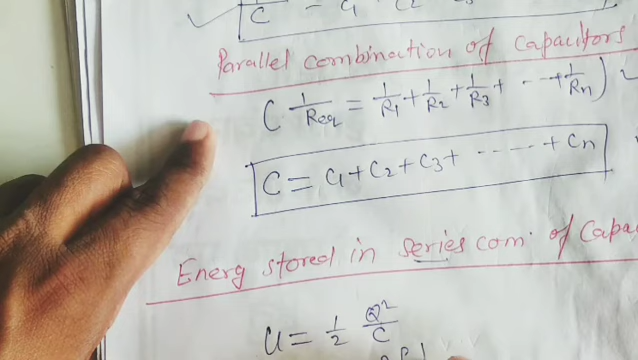 Parallel combination of capacitors
( 1/Req = 1/R1 + 1/R2 + 1/R3 + - - + 1/Rn )
C = C1 + C2 + C3 + - - - - - + Cn
Energ stored in series com. of Capa
U = 1/2 Q²/C